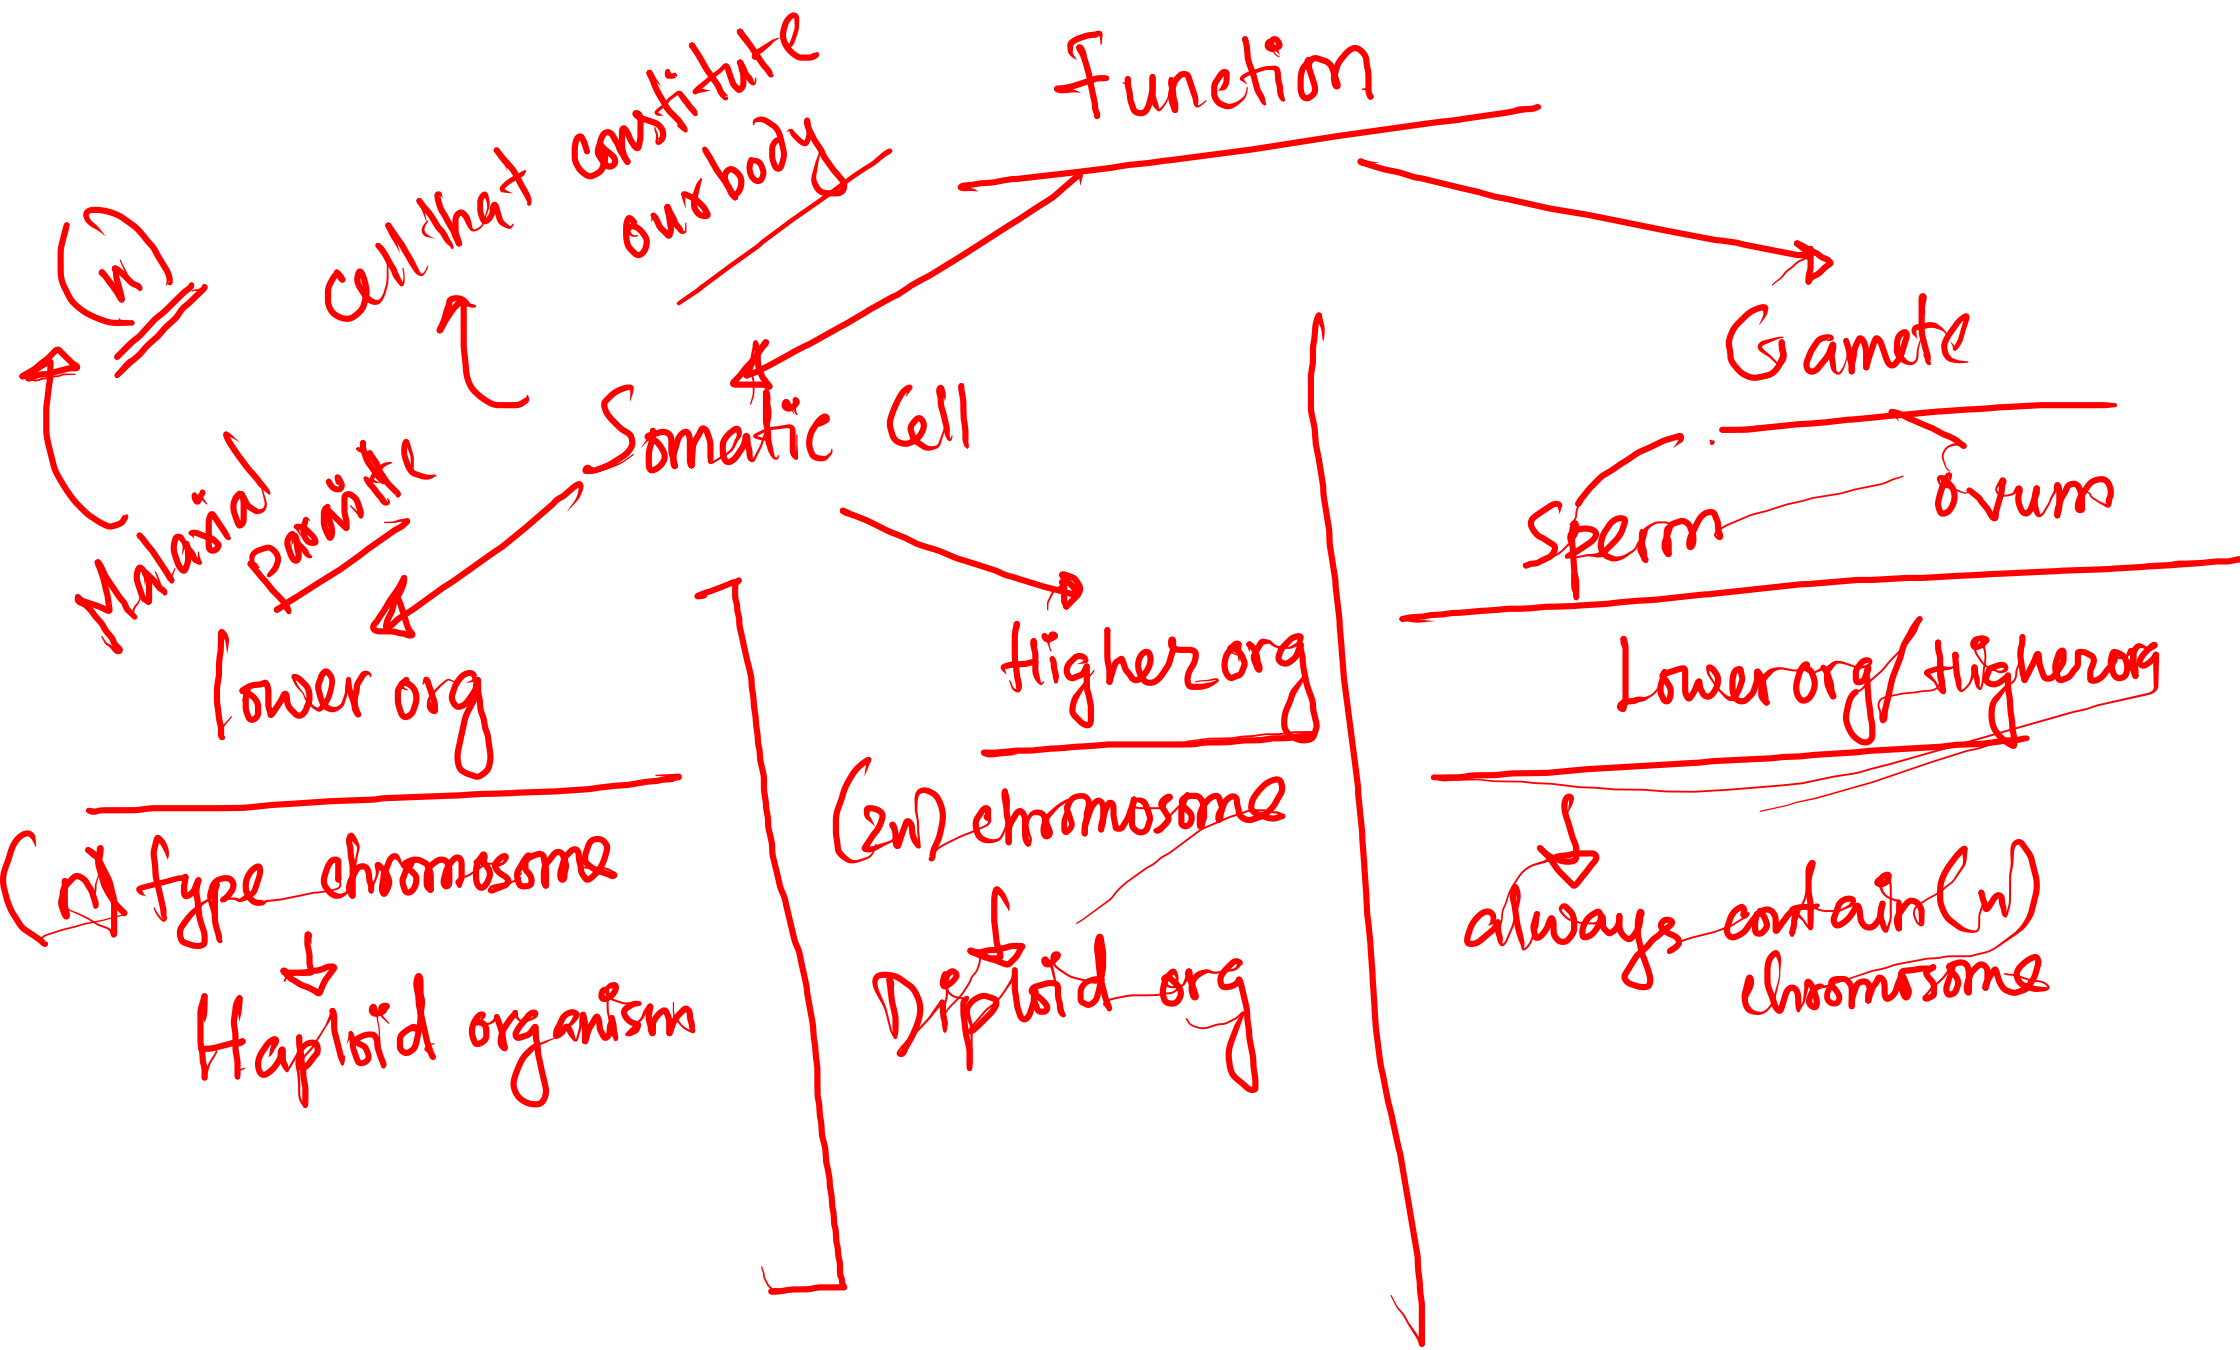 Function
Cell that constitute
our body
(n)
Somatic Cell
Gamete
Sperm
Ovum
Malarial
parasite
Lower org
Higher org
Lower org/Higher org
(n) type chromosome
(2n) chromosome
always contain (n)
chromosome
Haploid organism
Diploid org